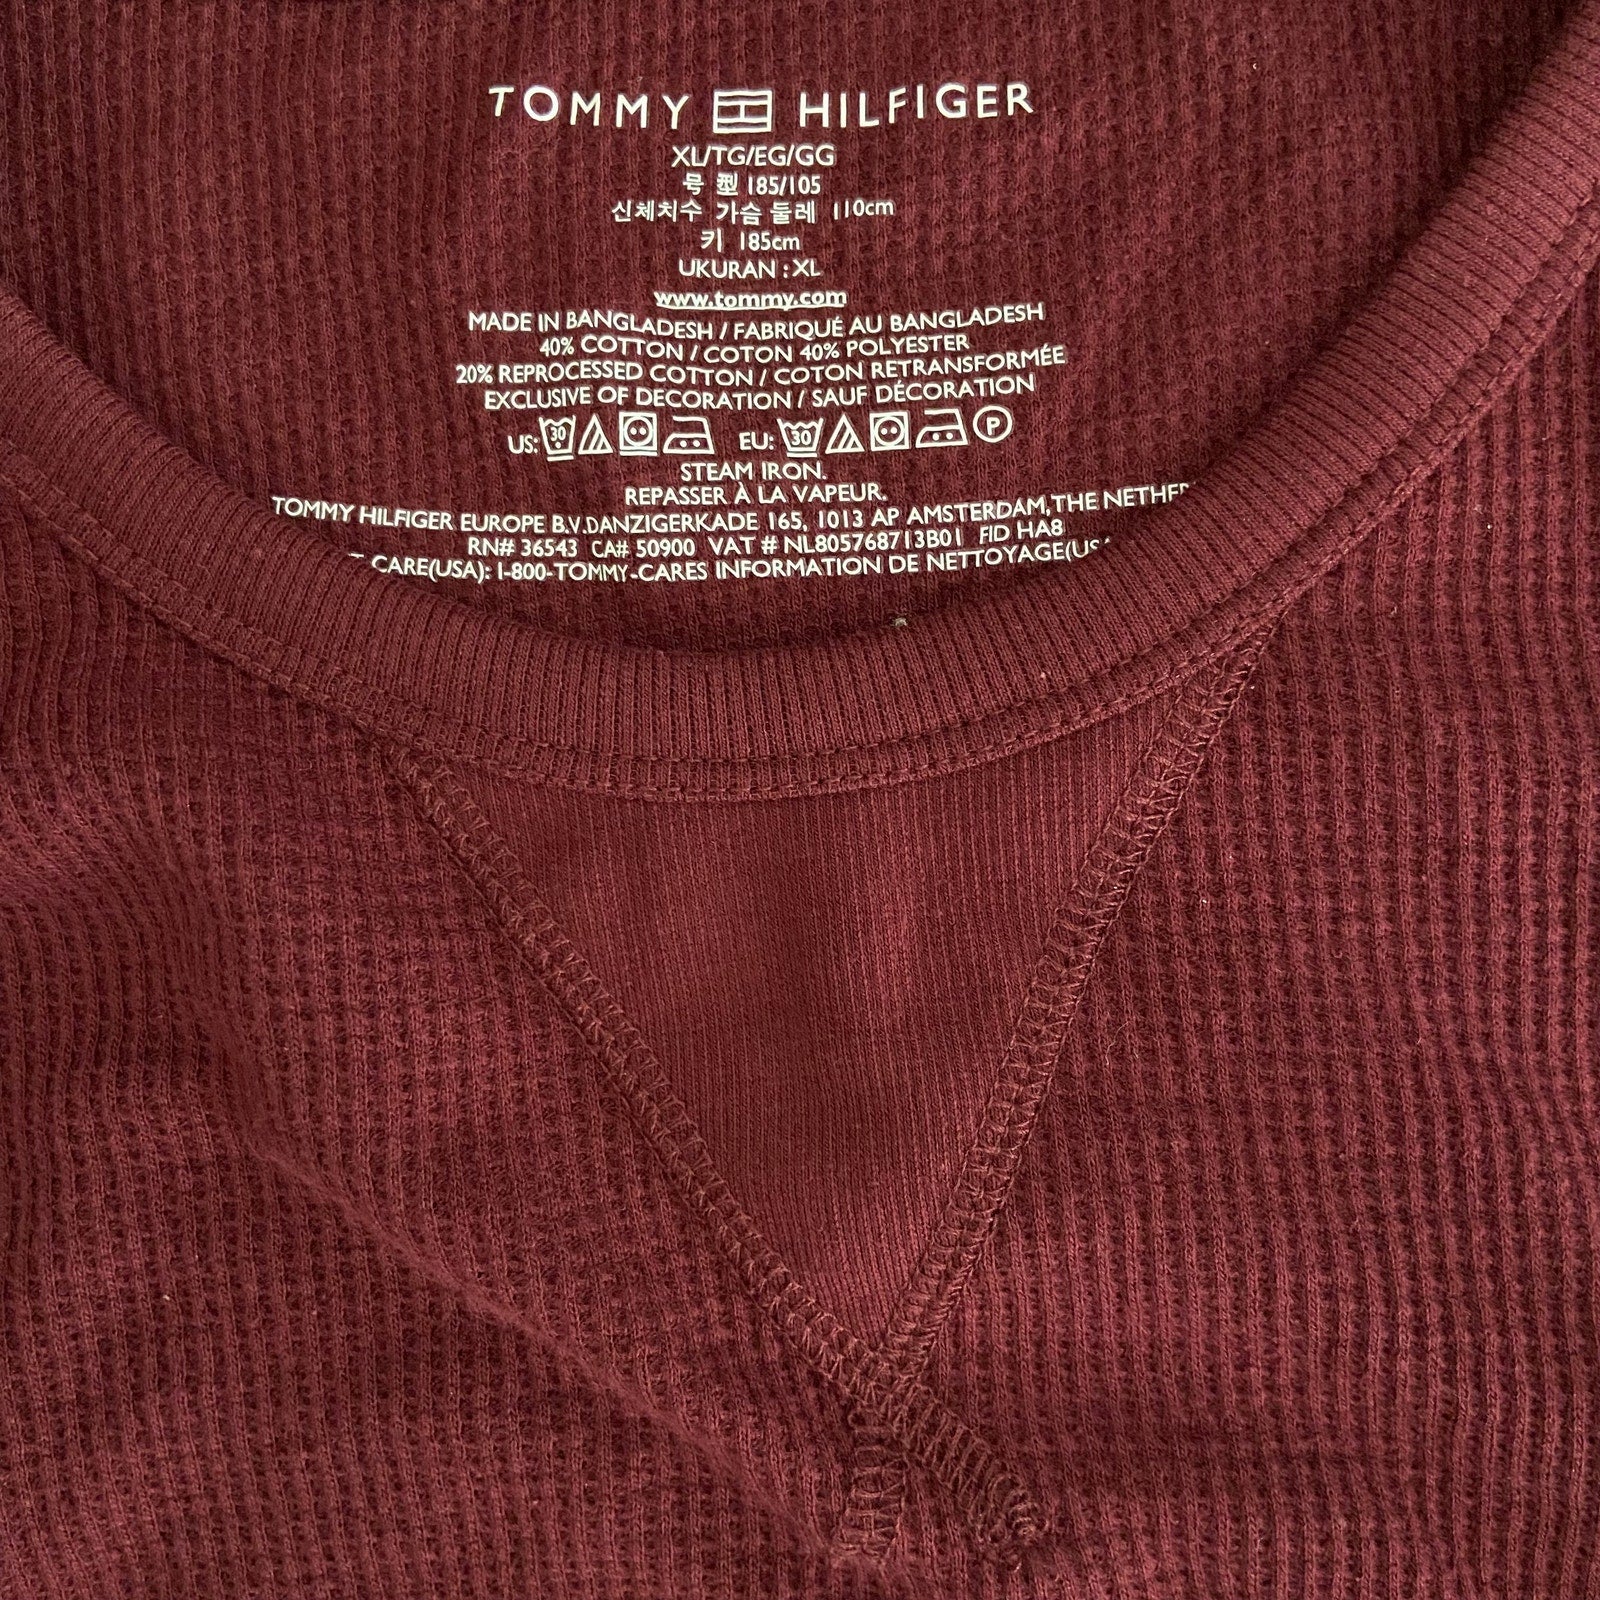 TOMMY HILFIGER
XL/TG/EG/GG
号 型 185/105
신체치수 가슴 둘레 110cm
키 185cm
UKURAN : XL
www.tommy.com
MADE IN BANGLADESH / FABRIQUÉ AU BANGLADESH
40% COTTON / COTON 40% POLYESTER
20% REPROCESSED COTTON / COTON RETRANSFORMÉE
EXCLUSIVE OF DECORATION / SAUF DÉCORATION
US: 30 EU: 30 P
STEAM IRON.
REPASSER À LA VAPEUR.
TOMMY HILFIGER EUROPE B.V.DANZIGERKADE 165, 1013 AP AMSTERDAM,THE
RN# 36543 CA# 50900 VAT # NL805768713B01 FID HA8
CARE(USA): 1-800-TOMMY-CARES INFORMATION DE NETTOYAGE